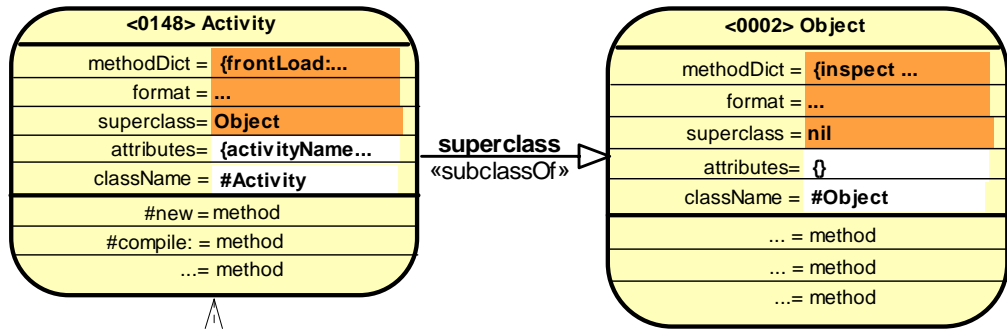 <0148> Activity
methodDict = {frontLoad:...
format = ...
superclass= Object
attributes= {activityName...
className = #Activity
#new = method
#compile: = method
...= method
superclass
«subclassOf»
<0002> Object
methodDict = {inspect ...
format = ...
superclass = nil
attributes= {}
className = #Object
... = method
... = method
...= method